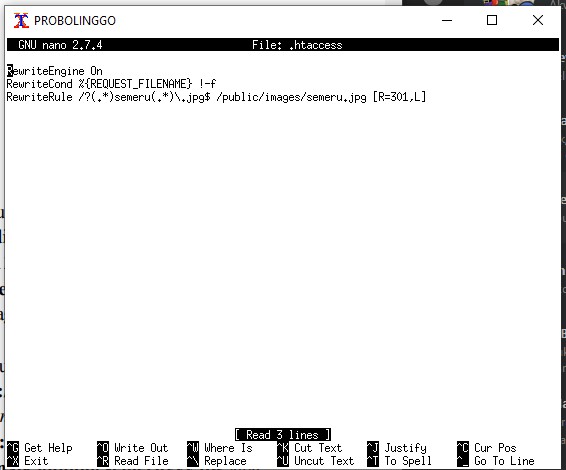 PROBOLINGGO
GNU nano 2.7.4 File: .htaccess
RewriteEngine On
RewriteCond %{REQUEST_FILENAME} !-f
RewriteRule /?(.*)semeru(.*)\.jpg$ /public/images/semeru.jpg [R=301,L]
[ Read 3 lines ]
^G Get Help ^O Write Out ^W Where Is ^K Cut Text ^J Justify ^C Cur Pos
^X Exit ^R Read File ^\ Replace ^U Uncut Text ^T To Spell ^_ Go To Line